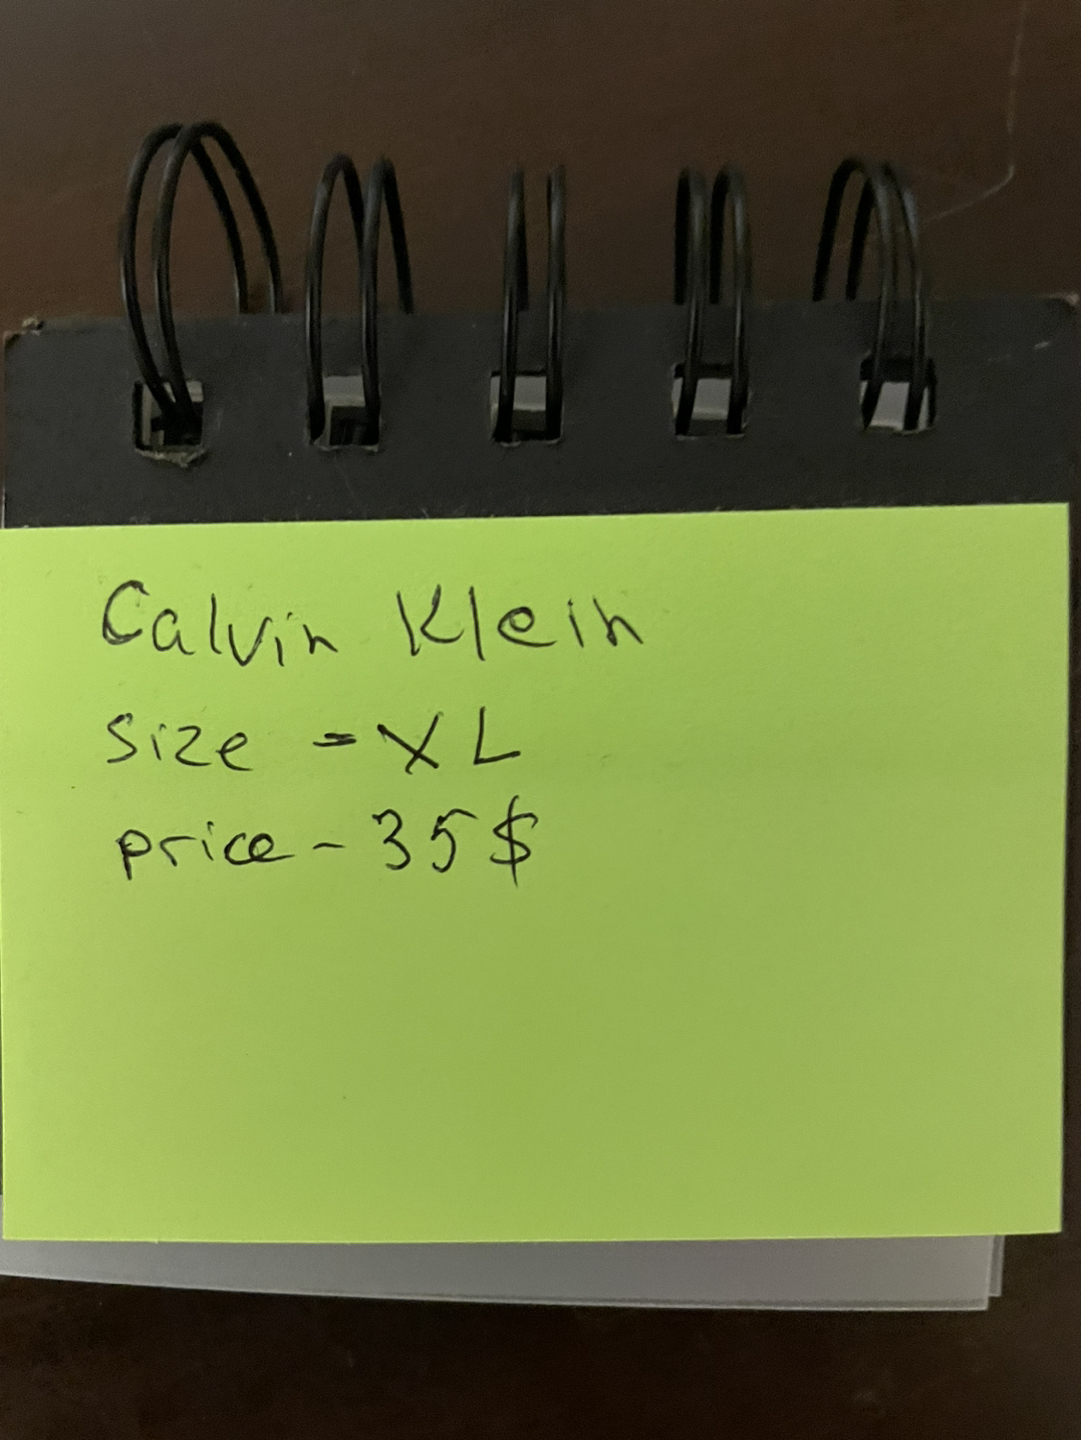 Calvin Klein
size - XL
price - 35$